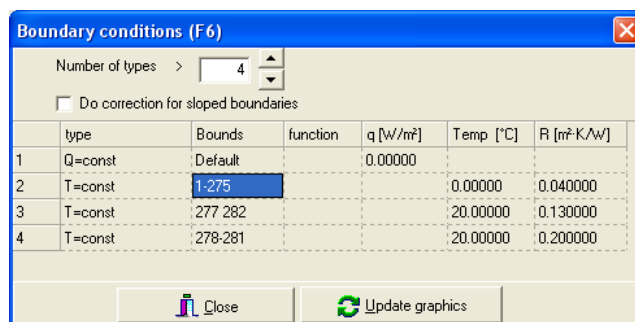 Boundary conditions (F6)
Number of types > 4
Do correction for sloped boundaries
type Bounds function q [W/m²] Temp [°C] R [m²·K/W]
1 Q=const Default 0.00000
2 T=const 1-275 0.00000 0.040000
3 T=const 277 282 20.00000 0.130000
4 T=const 278-281 20.00000 0.200000
Close Update graphics